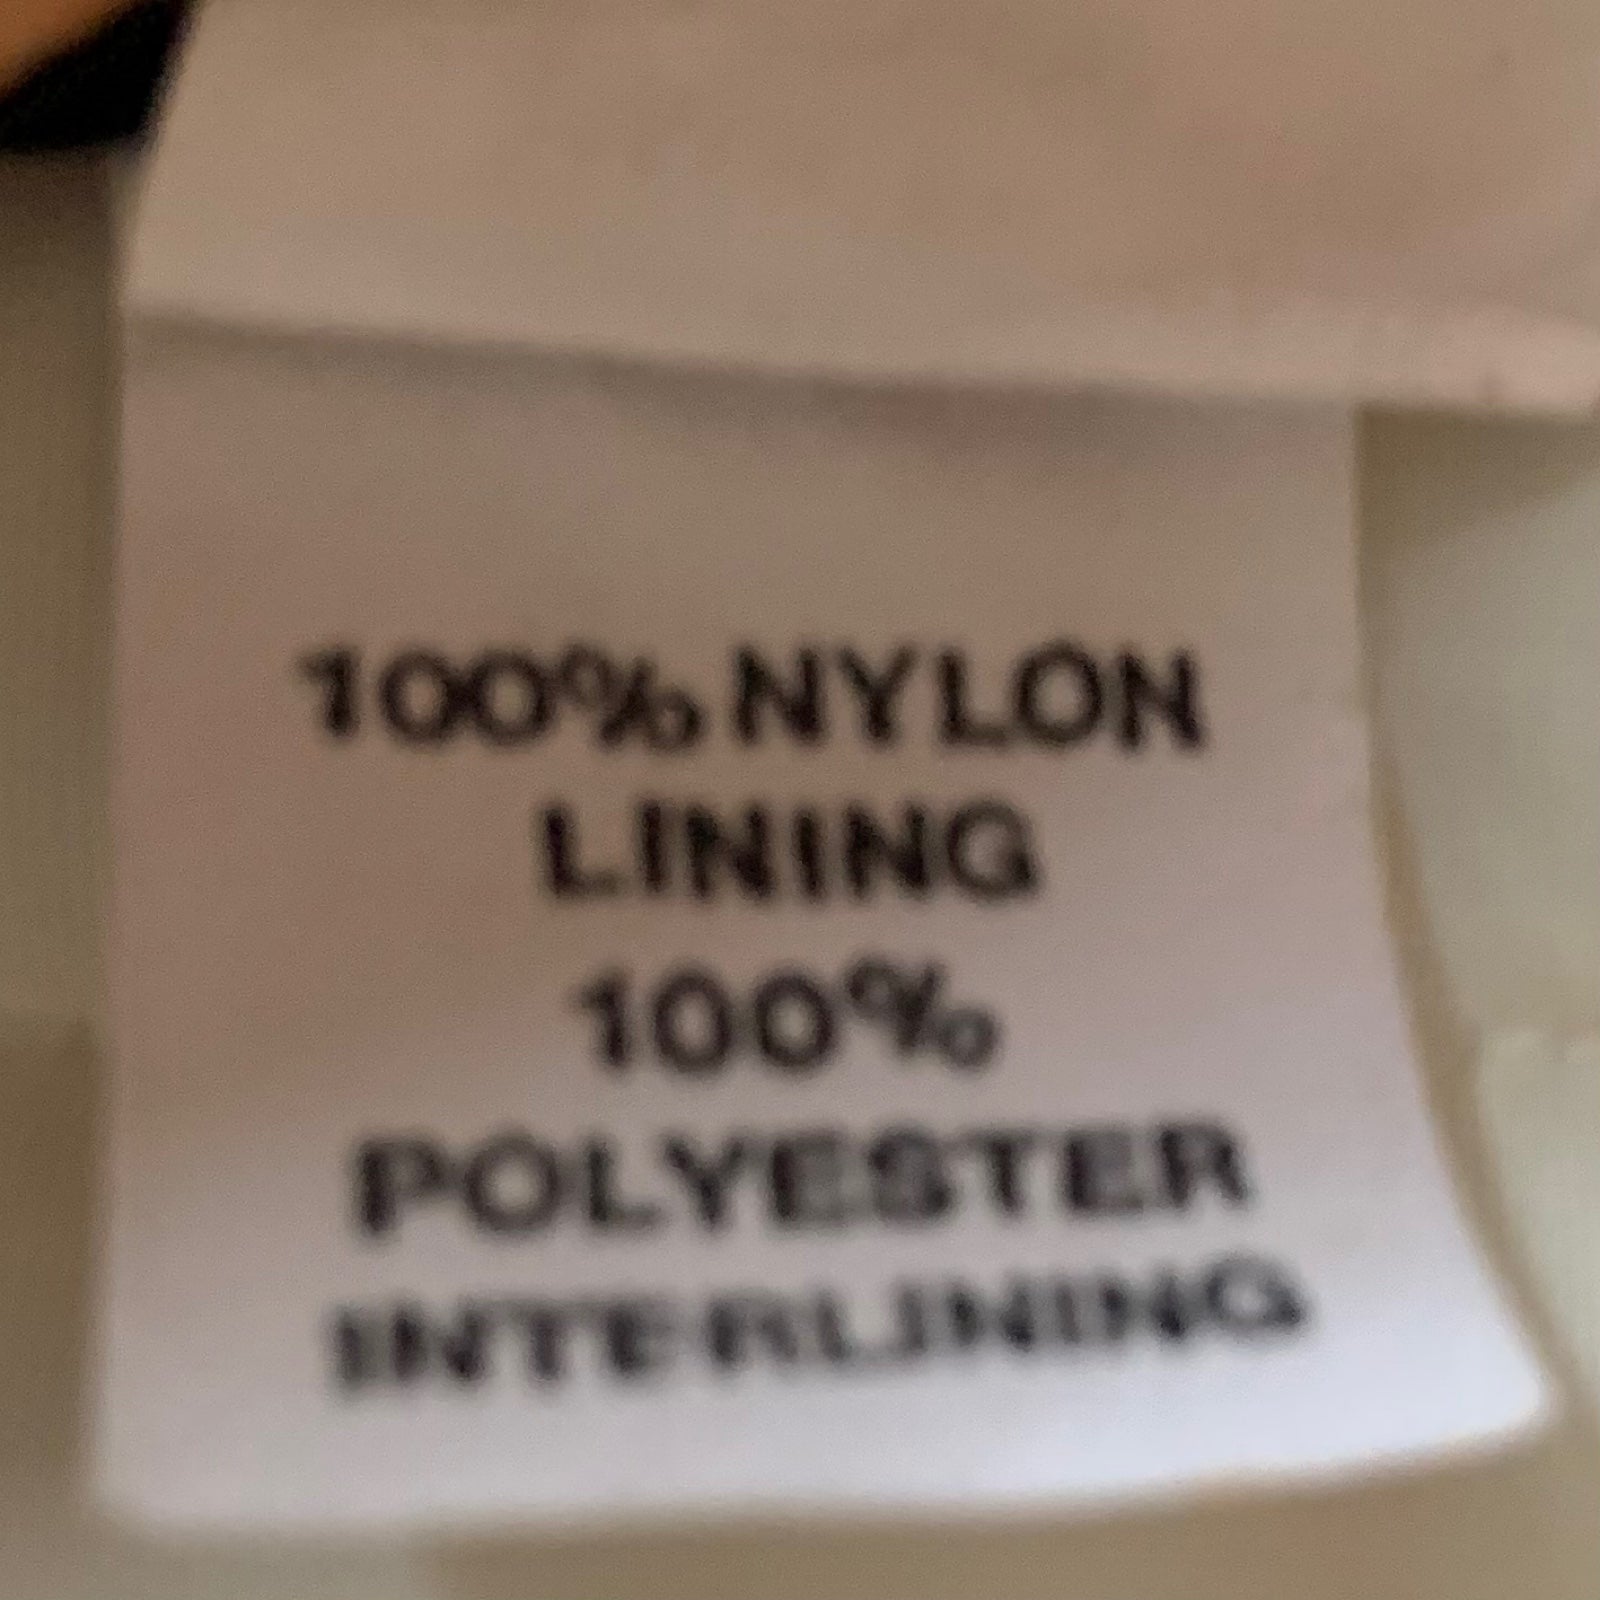 100% NYLON
LINING
100%
POLYESTER
INTERLINING